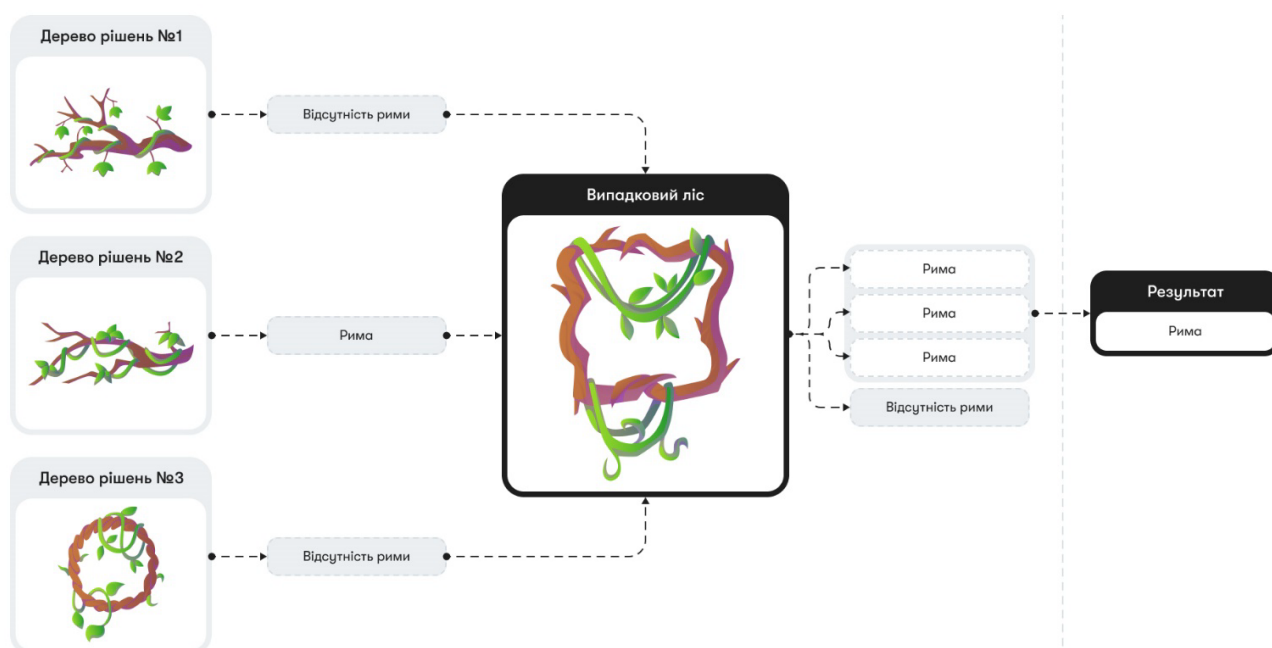 Дерево рішень №1
Відсутність рими
Дерево рішень №2
Рима
Дерево рішень №3
Відсутність рими
Випадковий ліс
Рима
Рима
Рима
Відсутність рими
Результат
Рима